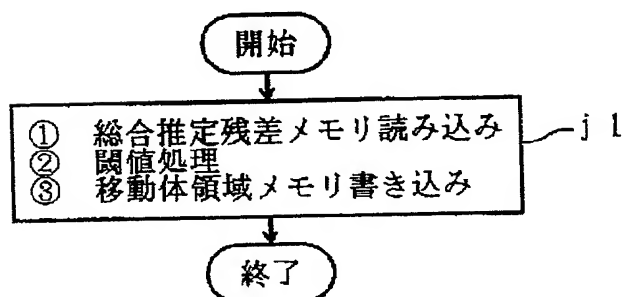 開始
① 総合推定残差メモリ読み込み
② 閾値処理
③ 移動体領域メモリ書き込み
j 1
終了